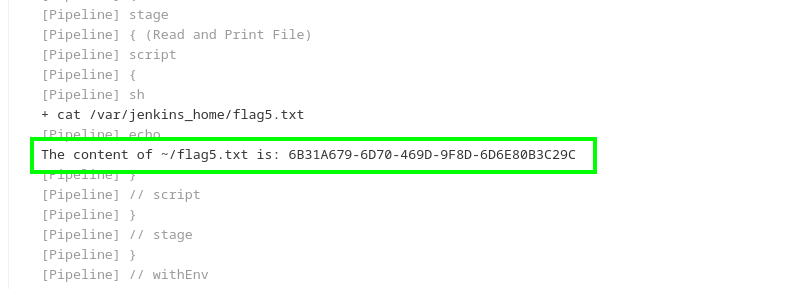 [Pipeline] stage
[Pipeline] { (Read and Print File)
[Pipeline] script
[Pipeline] {
[Pipeline] sh
+ cat /var/jenkins_home/flag5.txt
[Pipeline] echo
The content of ~/flag5.txt is: 6B31A679-6D70-469D-9F8D-6D6E80B3C29C
[Pipeline] }
[Pipeline] // script
[Pipeline] }
[Pipeline] // stage
[Pipeline] }
[Pipeline] // withEnv